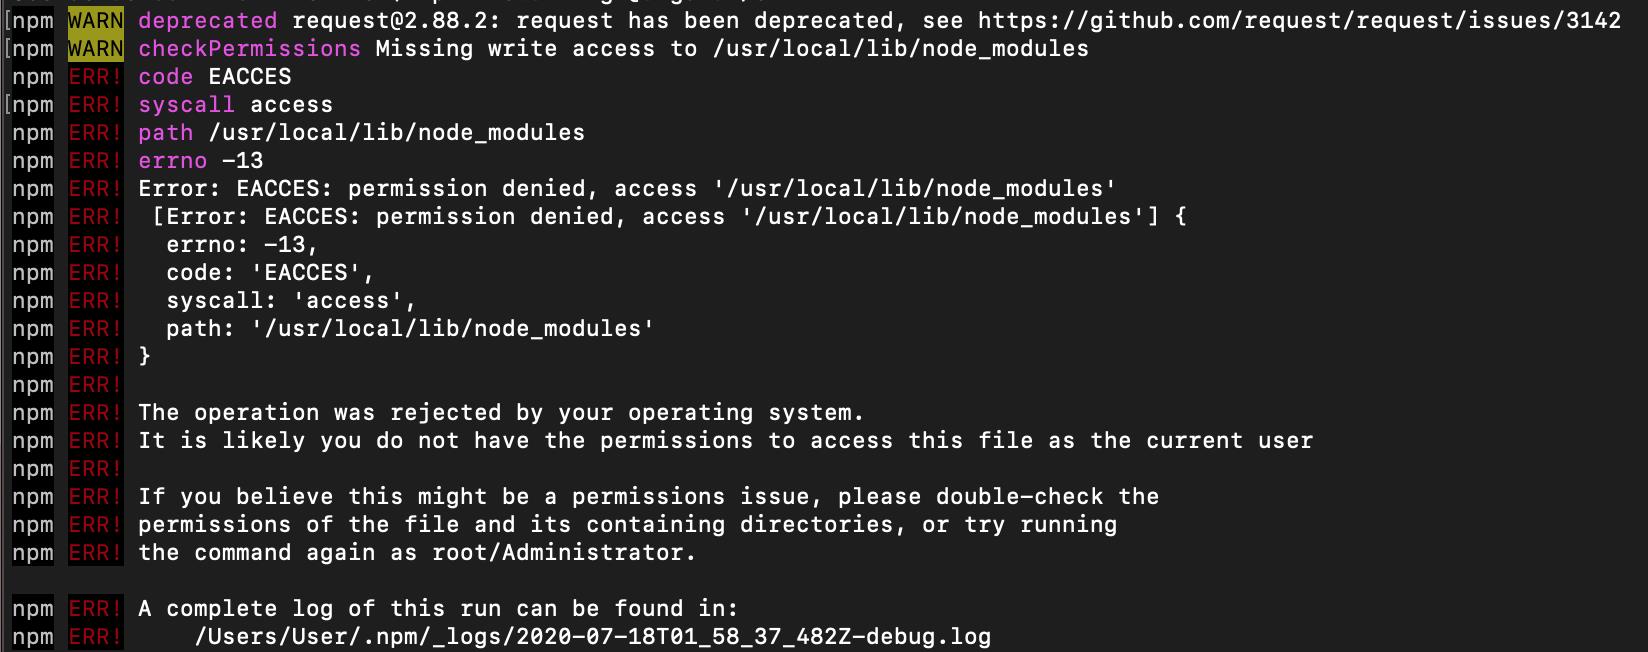 npm WARN deprecated request@2.88.2: request has been deprecated, see https://github.com/request/request/issues/3142
npm WARN checkPermissions Missing write access to /usr/local/lib/node_modules
npm ERR! code EACCES
npm ERR! syscall access
npm ERR! path /usr/local/lib/node_modules
npm ERR! errno -13
npm ERR! Error: EACCES: permission denied, access '/usr/local/lib/node_modules'
npm ERR!  [Error: EACCES: permission denied, access '/usr/local/lib/node_modules'] {
npm ERR!   errno: -13,
npm ERR!   code: 'EACCES',
npm ERR!   syscall: 'access',
npm ERR!   path: '/usr/local/lib/node_modules'
npm ERR! }
npm ERR!
npm ERR! The operation was rejected by your operating system.
npm ERR! It is likely you do not have the permissions to access this file as the current user
npm ERR!
npm ERR! If you believe this might be a permissions issue, please double-check the
npm ERR! permissions of the file and its containing directories, or try running
npm ERR! the command again as root/Administrator.
npm ERR! A complete log of this run can be found in:
npm ERR!     /Users/User/.npm/_logs/2020-07-18T01_58_37_482Z-debug.log